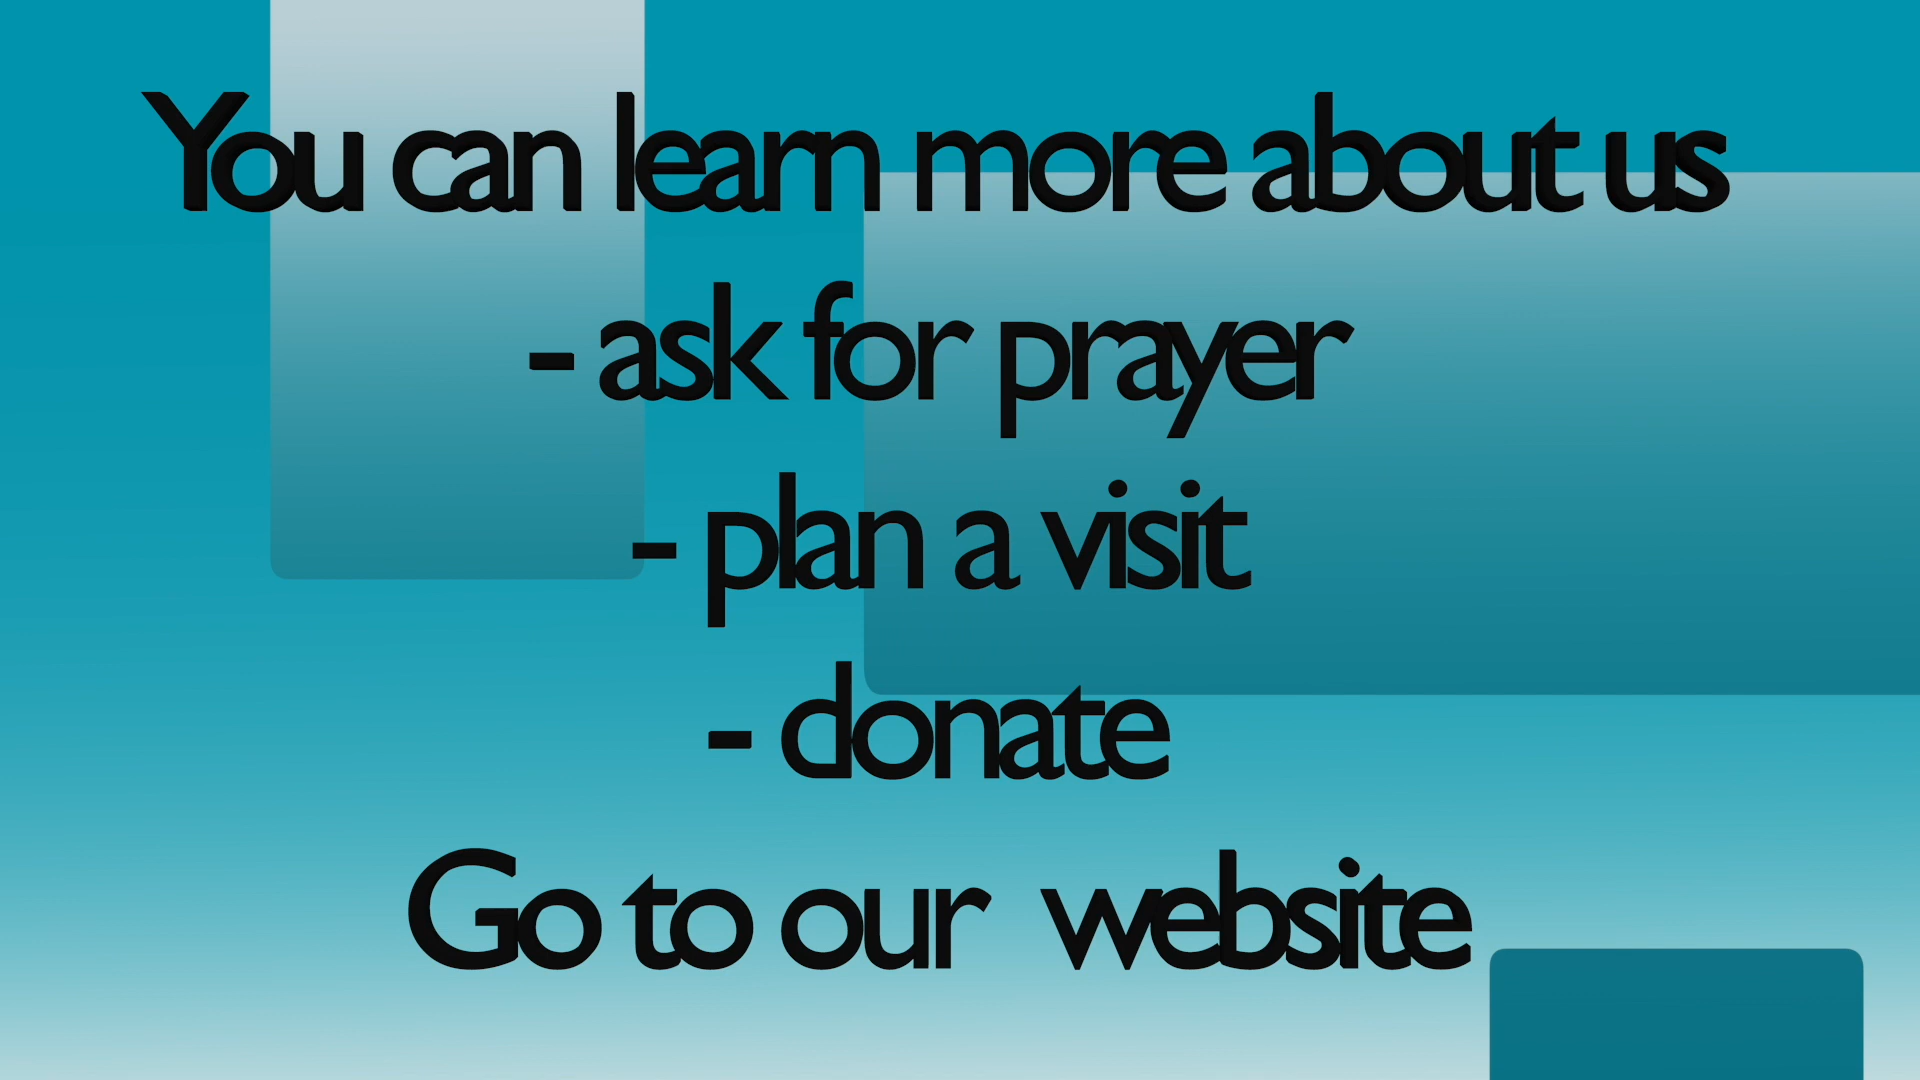 You can learn more about us
- ask for prayer
- plan a visit
- donate
Go to our website